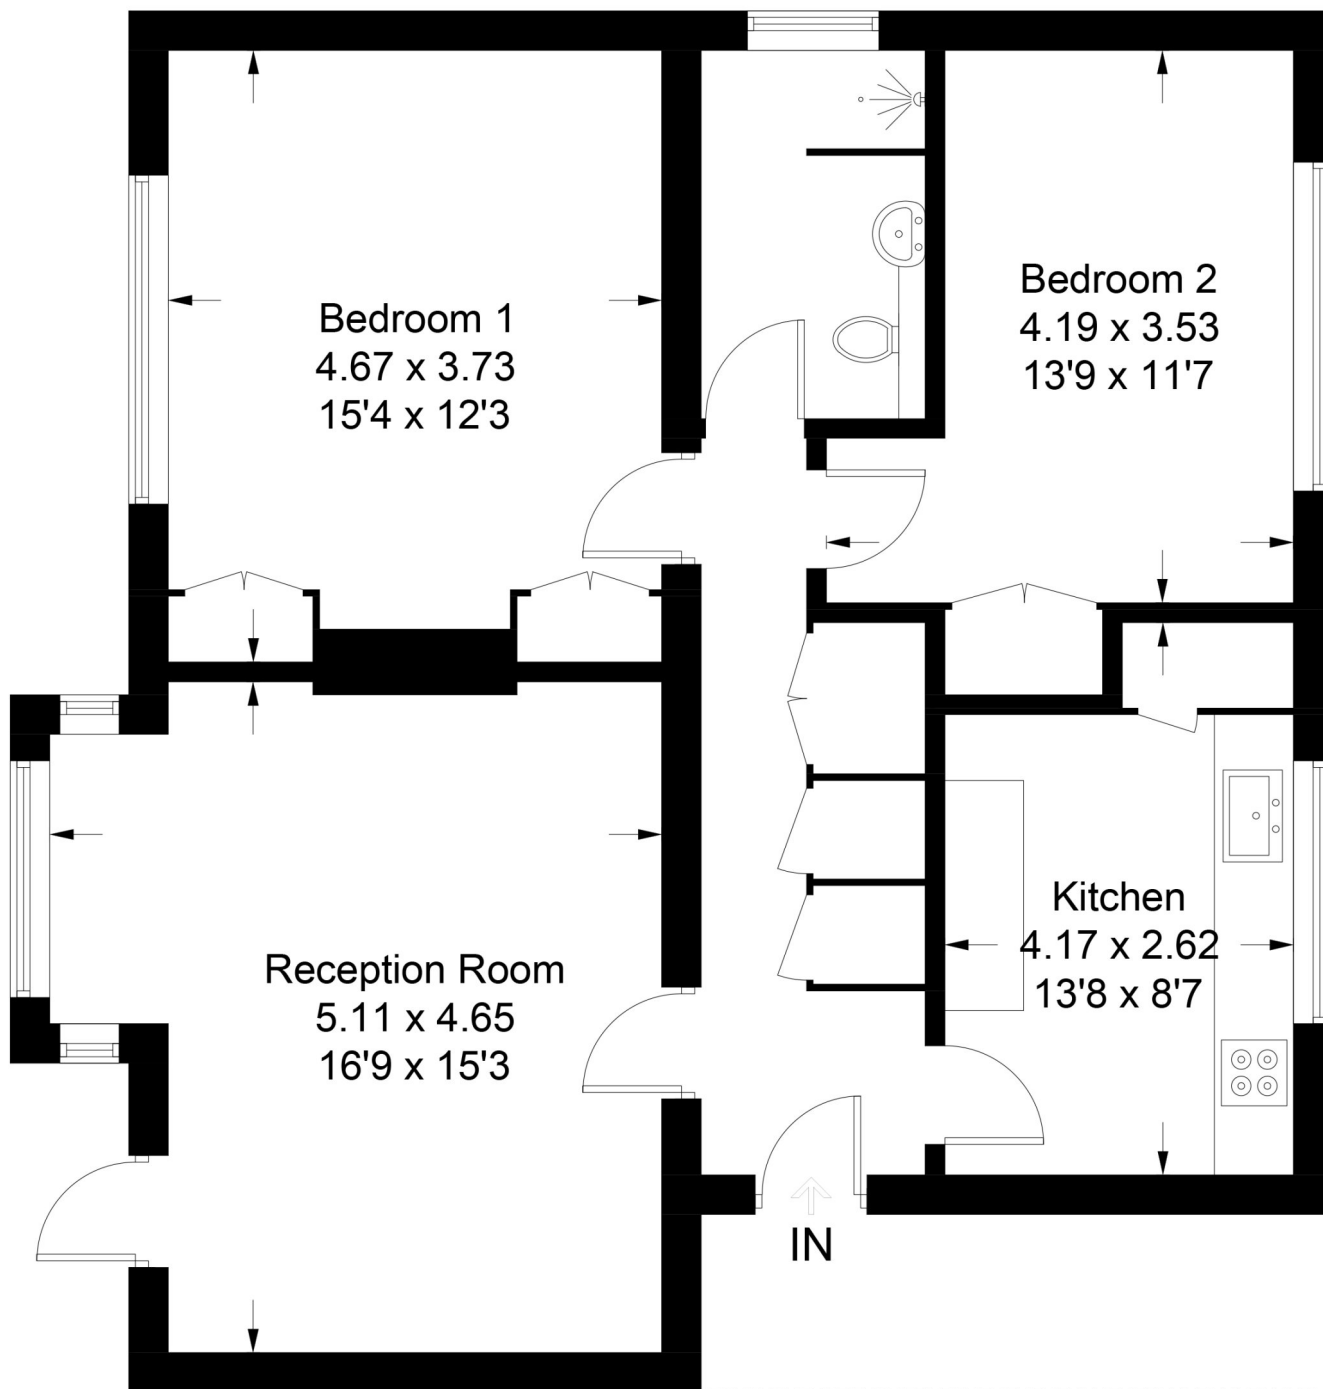 Bedroom 1
4.67 x 3.73
15'4 x 12'3
Bedroom 2
4.19 x 3.53
13'9 x 11'7
Reception Room
5.11 x 4.65
16'9 x 15'3
Kitchen
4.17 x 2.62
13'8 x 8'7
IN